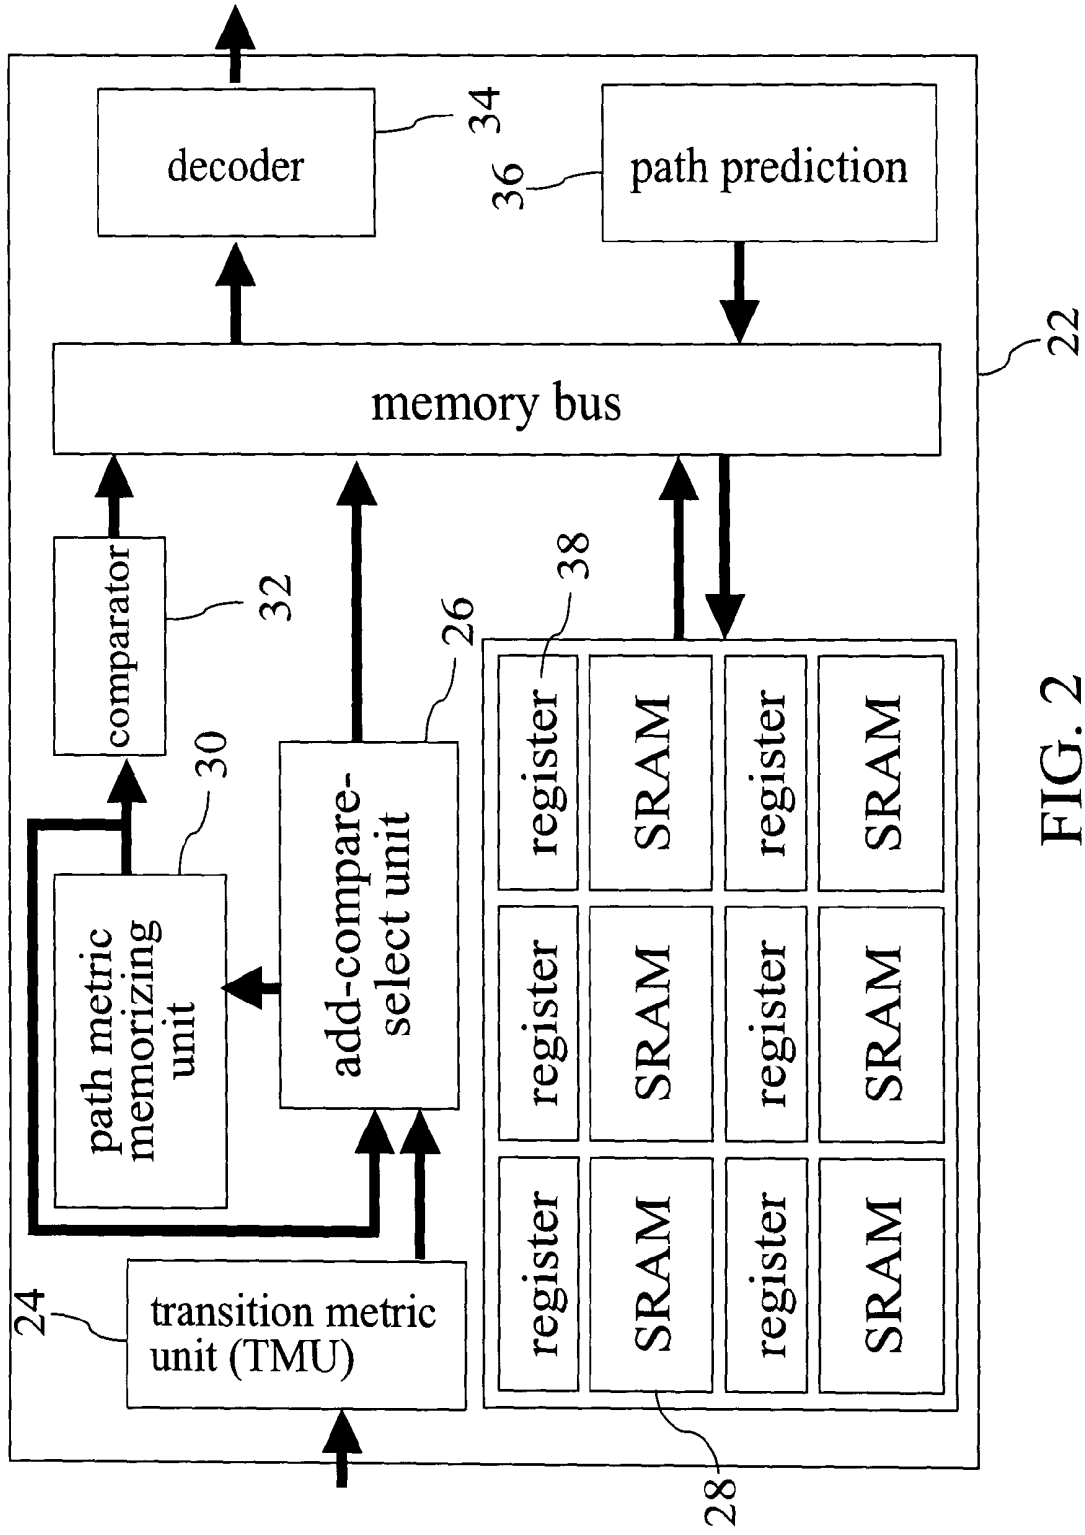 decoder
34
36
path prediction
memory bus
22
comparator
32
26
38
30
path metric
memorizing
unit
add-compare-
select unit
24
transition metric
unit (TMU)
register
register
register
SRAM
SRAM
SRAM
register
register
register
SRAM
SRAM
SRAM
28
FIG. 2